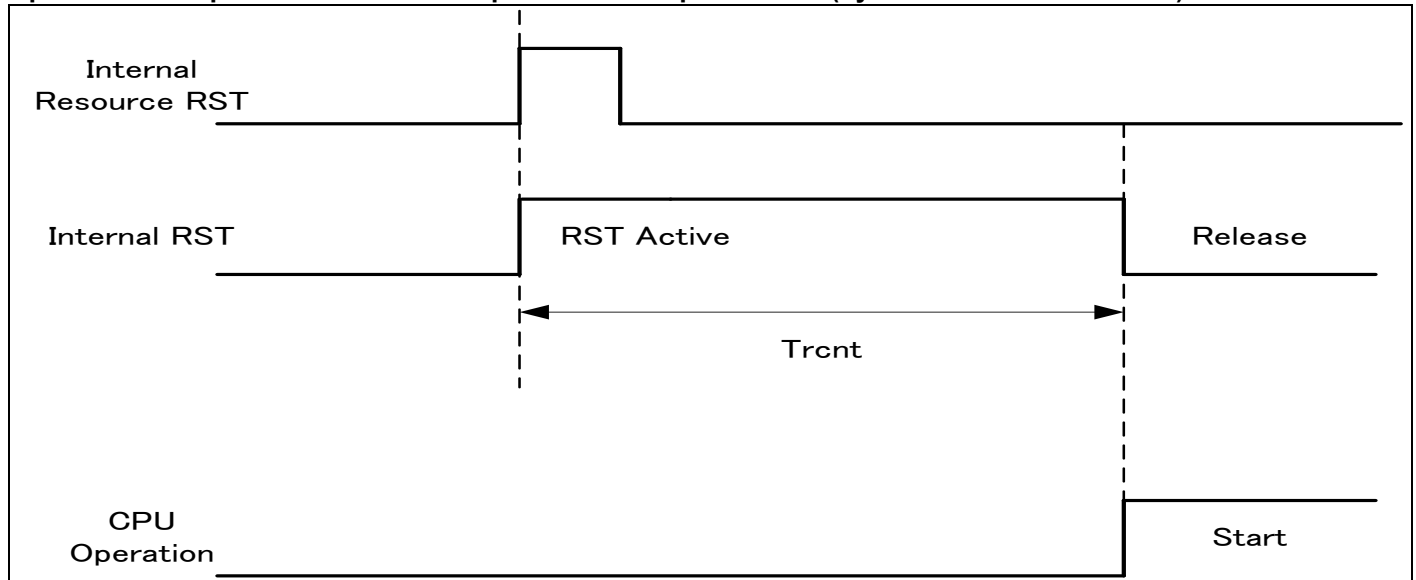 Internal
Resource RST
Internal RST
RST Active
Release
Trcnt
CPU
Operation
Start